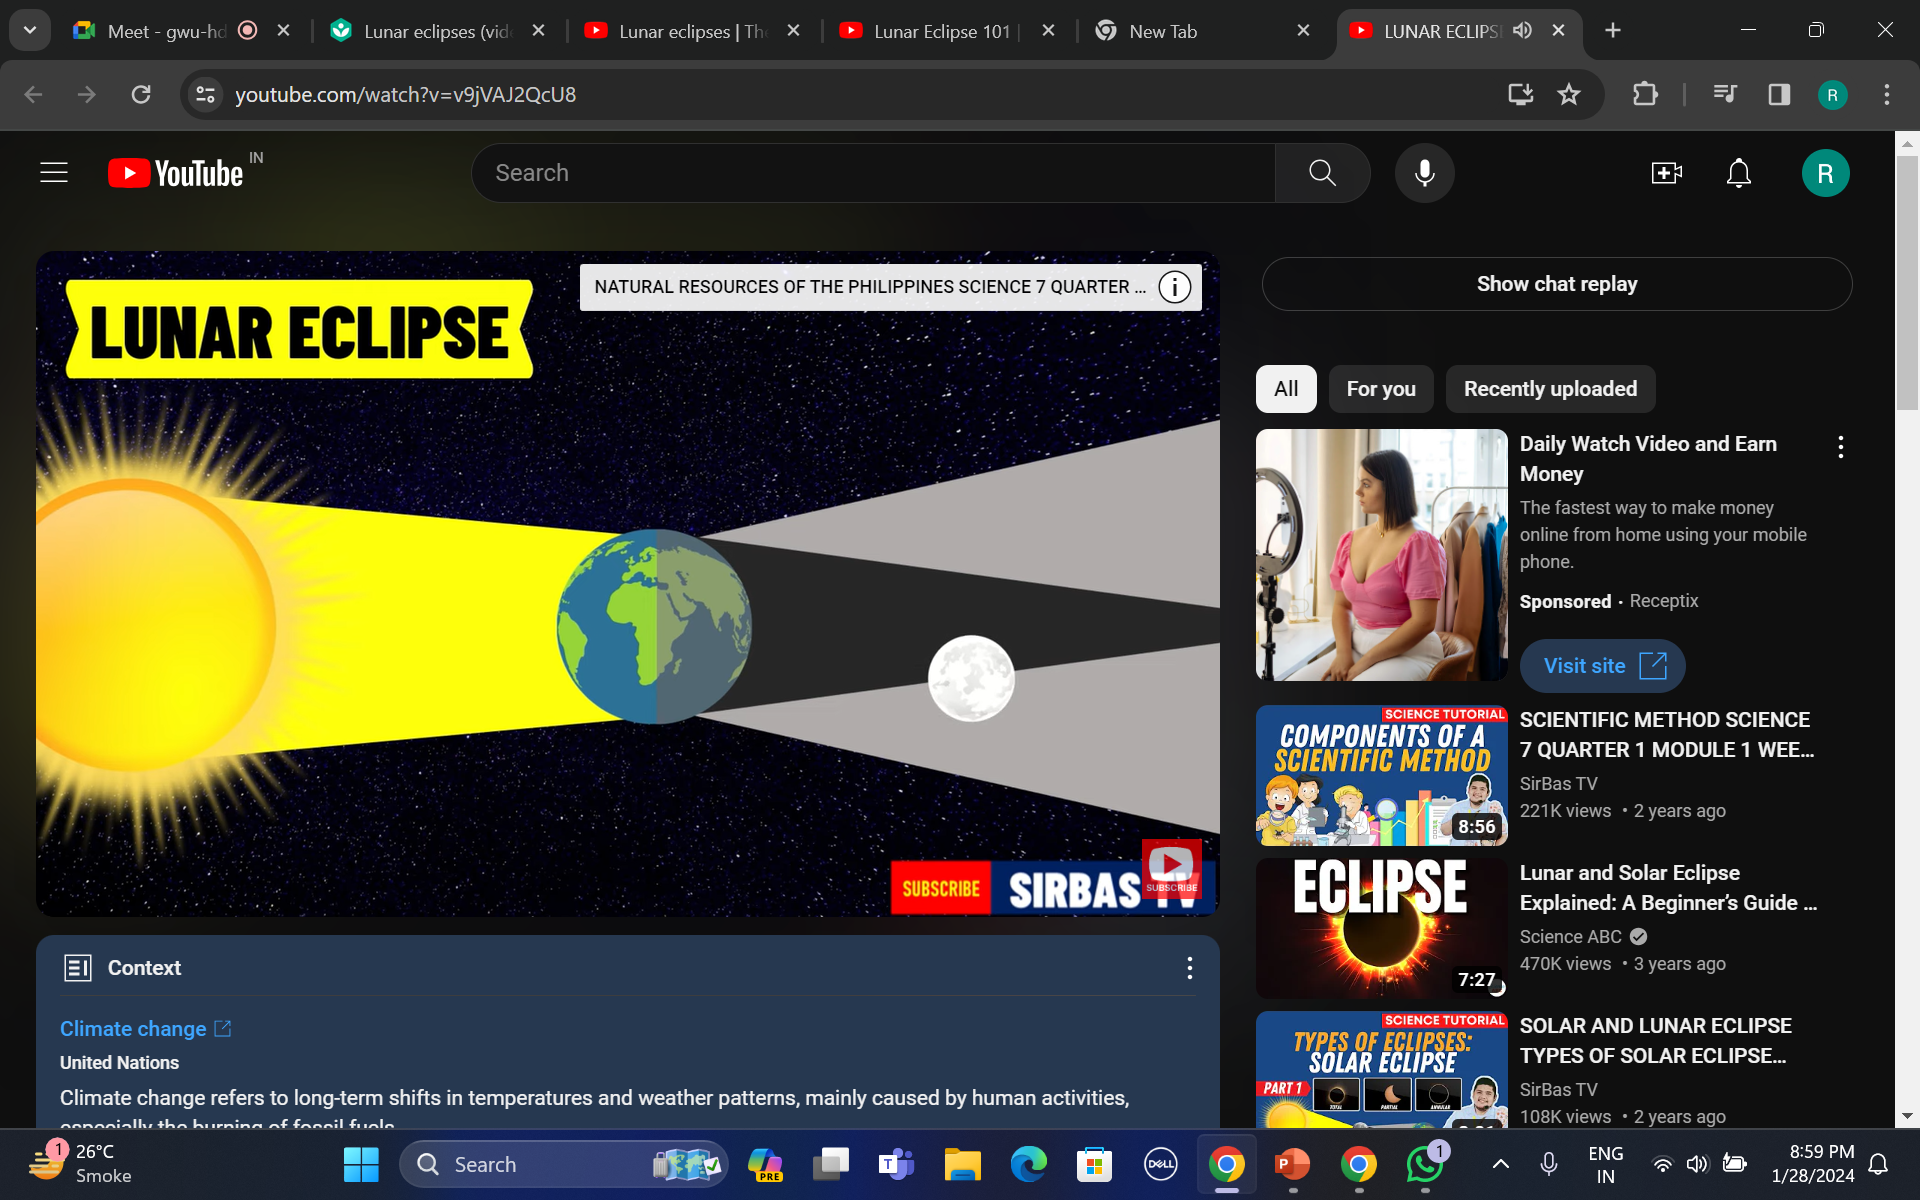 Meet - gwu-hd
Lunar eclipses (vide
Lunar eclipses | The
Lunar Eclipse 101 |
New Tab
LUNAR ECLIPS
youtube.com/watch?v=v9jVAJ2QcU8
R
YouTube IN
Search
R
LUNAR ECLIPSE
NATURAL RESOURCES OF THE PHILIPPINES SCIENCE 7 QUARTER ...
SUBSCRIBE
SIRBAS TV
SUBSCRIBE
Context
Climate change
United Nations
Climate change refers to long-term shifts in temperatures and weather patterns, mainly caused by human activities,
especially the burning of fossil fuels
Show chat replay
All
For you
Recently uploaded
Daily Watch Video and Earn
Money
The fastest way to make money
online from home using your mobile
phone.
Sponsored · Receptix
Visit site
SCIENCE TUTORIAL
COMPONENTS OF A
SCIENTIFIC METHOD
8:56
SCIENTIFIC METHOD SCIENCE
7 QUARTER 1 MODULE 1 WEE...
SirBas TV
221K views • 2 years ago
ECLIPSE
7:27
Lunar and Solar Eclipse
Explained: A Beginner's Guide ...
Science ABC
470K views • 3 years ago
SCIENCE TUTORIAL
TYPES OF ECLIPSES:
SOLAR ECLIPSE
PART 1
TOTAL
PARTIAL
ANNULAR
SOLAR AND LUNAR ECLIPSE
TYPES OF SOLAR ECLIPSE...
SirBas TV
108K views • 2 years ago
1
26°C
Smoke
Search
PRE
T
DELL
P
1
ENG
IN
8:59 PM
1/28/2024